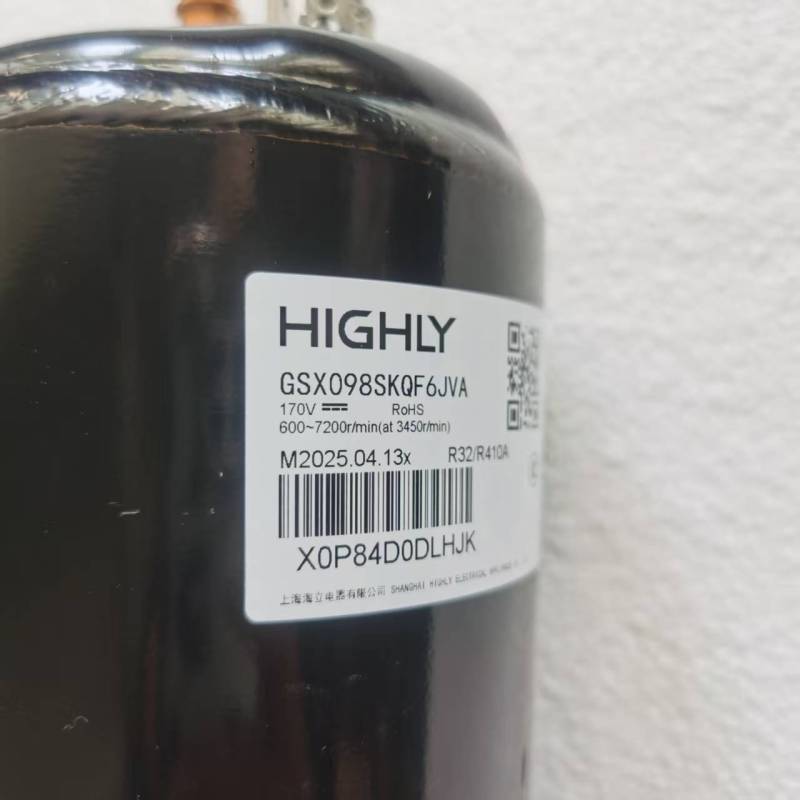 HIGHLY
GSX098SKQF6JVA
170V RoHS
600~7200r/min(at 3450r/min)
M2025.04.13x R32/R410A
X0P84D0DLHJK
上海海立电器有限公司 SHANGHAI HIGHLY ELECTRICAL